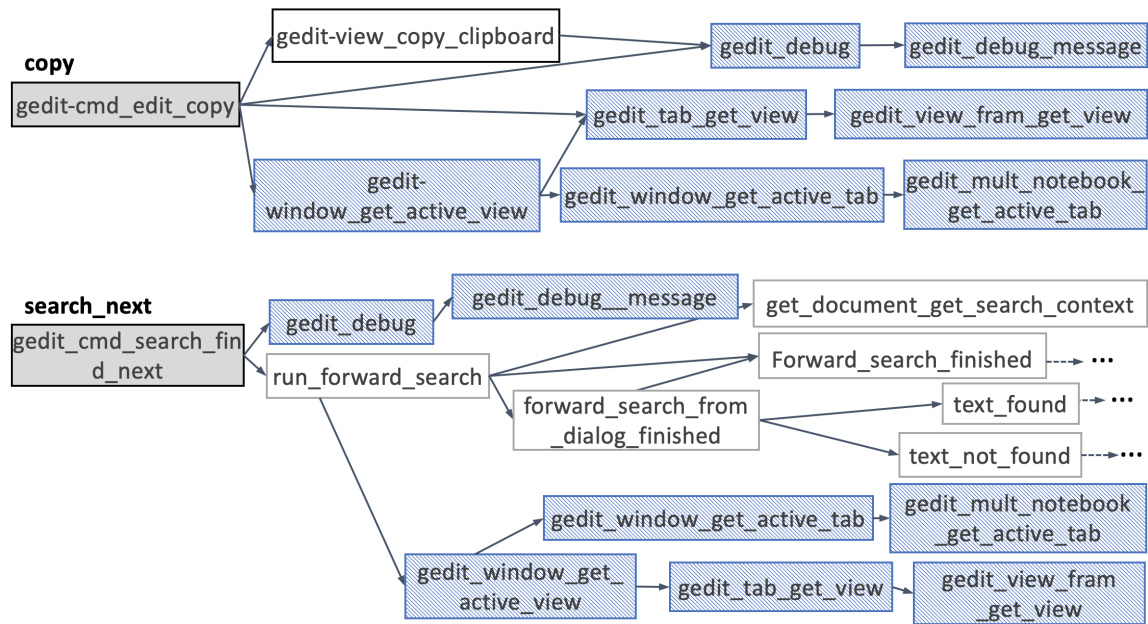 copy
gedit-cmd_edit_copy
gedit-view_copy_clipboard
gedit_debug
gedit_debug_message
gedit_tab_get_view
gedit_view_fram_get_view
gedit-
window_get_active_view
gedit_window_get_active_tab
gedit_mult_notebook_
get_active_tab
search_next
gedit_cmd_search_fin
d_next
gedit_debug
gedit_debug__message
get_document_get_search_context
run_forward_search
Forward_search_finished
...
forward_search_from
_dialog_finished
text_found
...
text_not_found
...
gedit_window_get_active_tab
gedit_mult_notebook
_get_active_tab
gedit_window_get_
active_view
gedit_tab_get_view
gedit_view_fram
_get_view